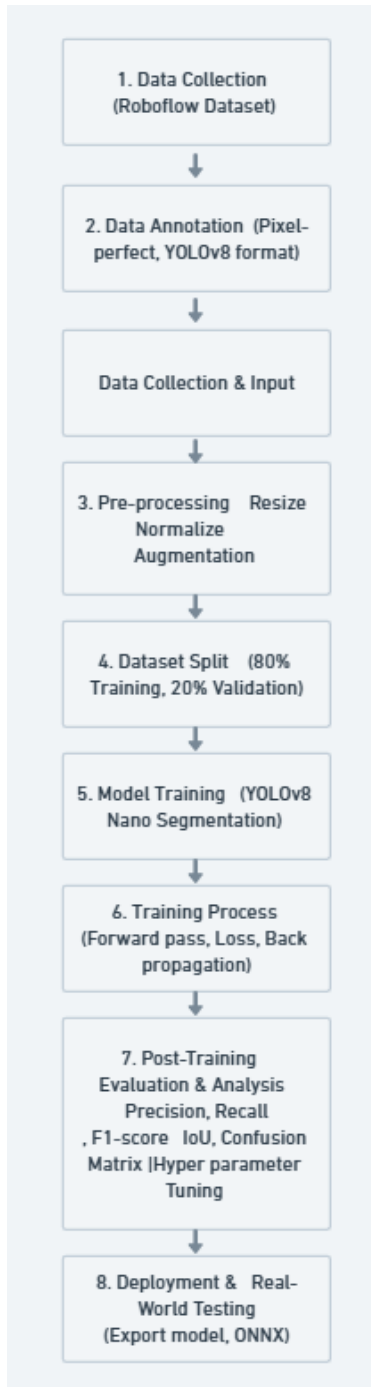 1. Data Collection
(Roboflow Dataset)
2. Data Annotation (Pixel-
perfect, YOLOv8 format)
Data Collection & Input
3. Pre-processing Resize
Normalize
Augmentation
4. Dataset Split (80%
Training, 20% Validation)
5. Model Training (YOLOv8
Nano Segmentation)
6. Training Process
(Forward pass, Loss, Back
propagation)
7. Post-Training
Evaluation & Analysis
Precision, Recall
, F1-score IoU, Confusion
Matrix |Hyper parameter
Tuning
8. Deployment & Real-
World Testing
(Export model, ONNX)